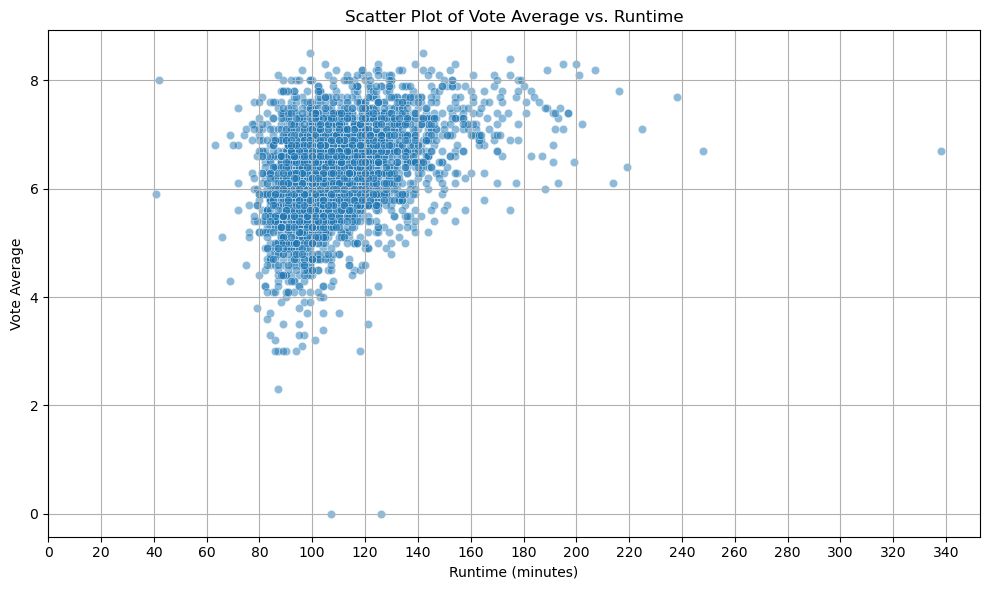 Scatter Plot of Vote Average vs. Runtime
Vote Average
8
6
4
2
0
0 20 40 60 80 100 120 140 160 180 200 220 240 260 280 300 320 340
Runtime (minutes)